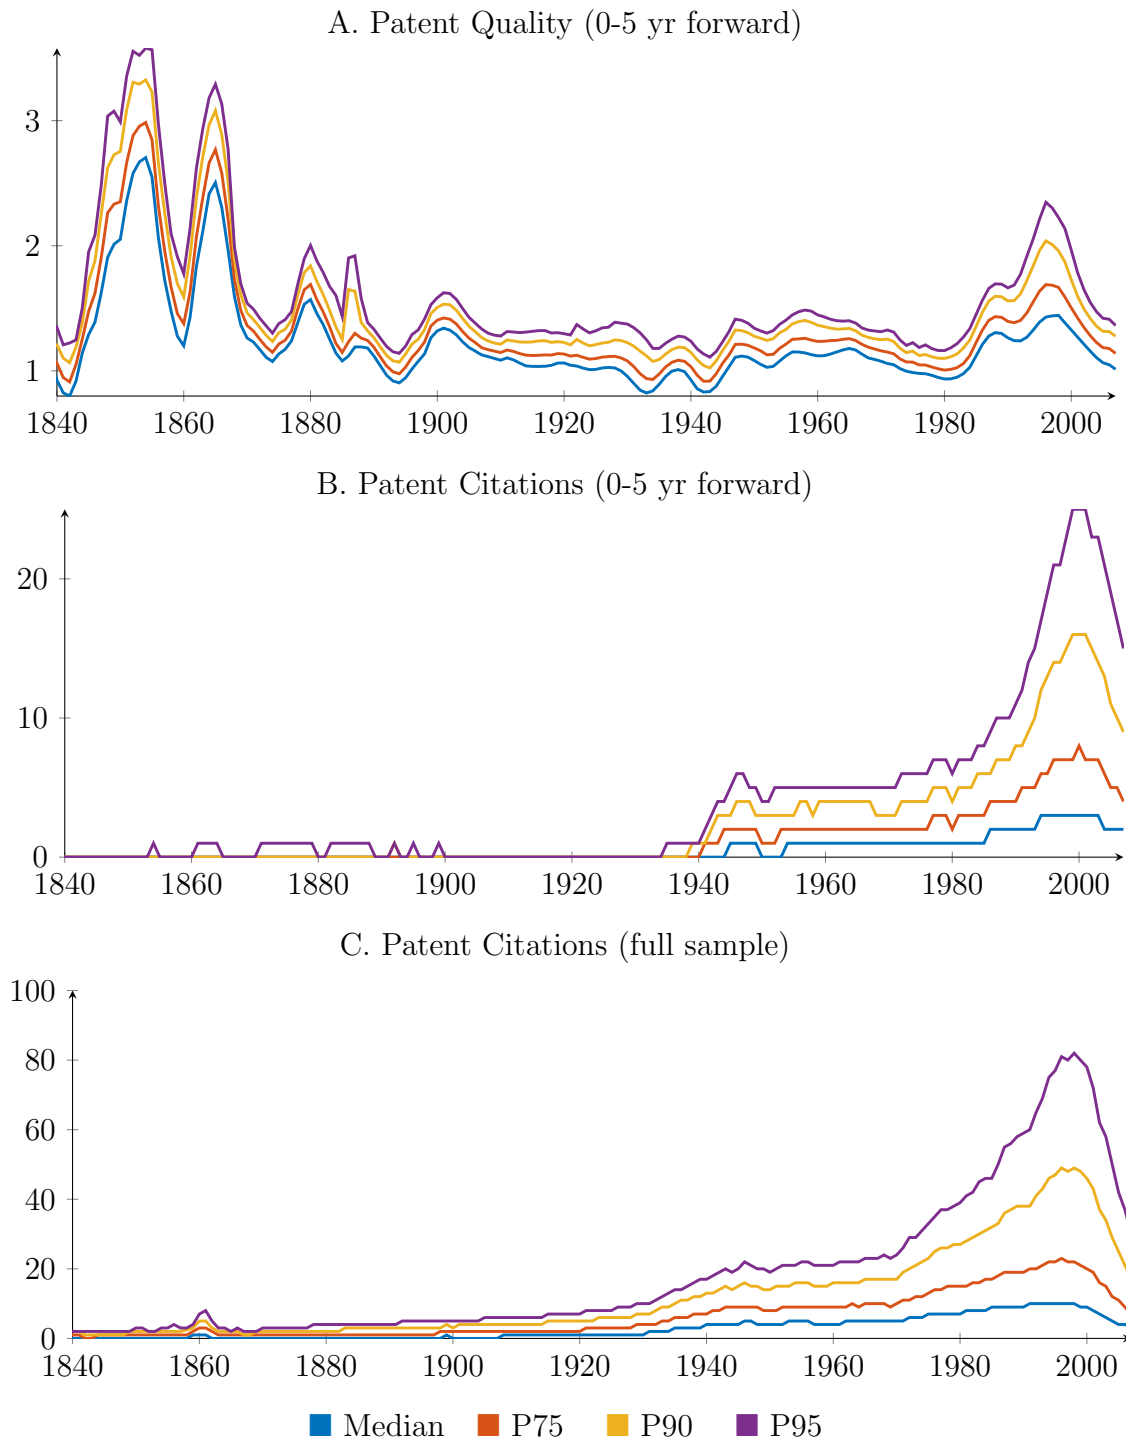 A. Patent Quality (0-5 yr forward)
3
2
1
1840 1860 1880 1900 1920 1940 1960 1980 2000
B. Patent Citations (0-5 yr forward)
20
10
0
1840 1860 1880 1900 1920 1940 1960 1980 2000
C. Patent Citations (full sample)
100
80
60
40
20
0
1840 1860 1880 1900 1920 1940 1960 1980 2000
Median P75 P90 P95